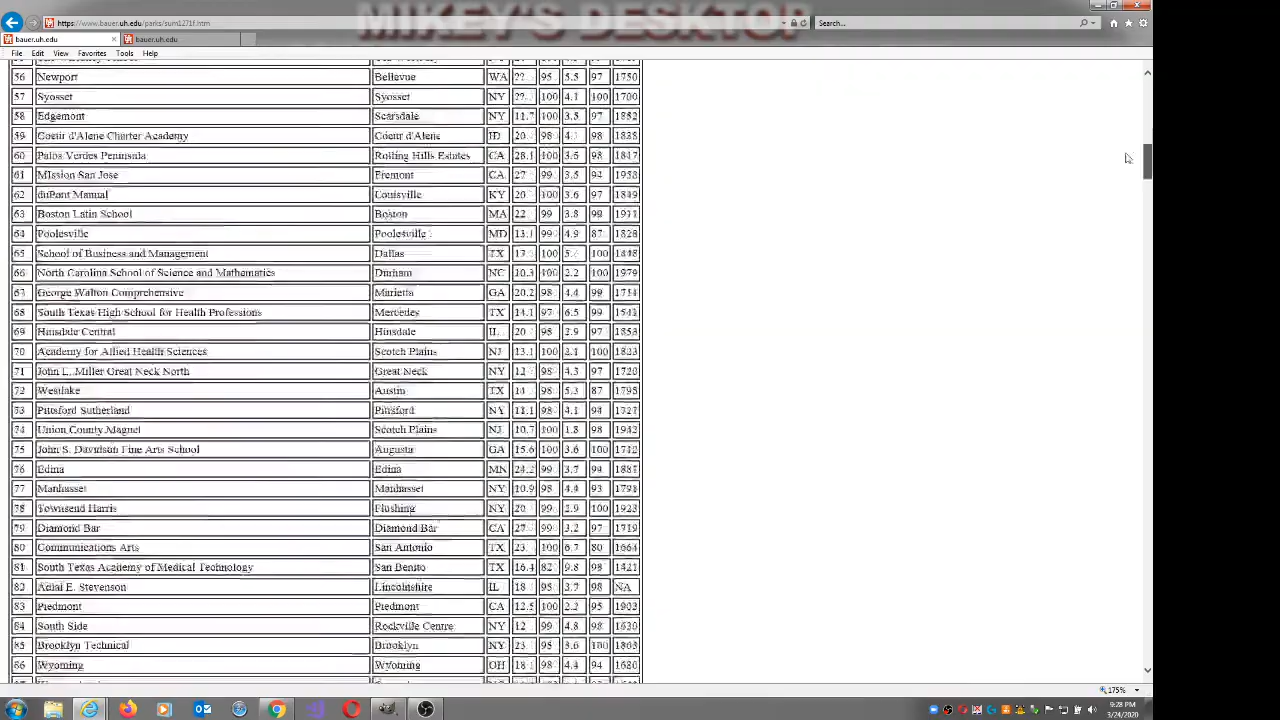 MIKEY'S DESKTOP
https://www.bauer.uh.edu/parks/sum1271f.htm
Search...
bauer.uh.edu
bauer.uh.edu
File Edit View Favorites Tools Help
56 Newport Bellevue WA ?? 95 5.5 97 1750
57 Syosset Syosset NY ?? 100 4.1 100 1700
58 Edgemont Scarsdale NY 11.7 100 3.5 97 1852
59 Coeur d'Alene Charter Academy Coeur d'Alene ID 20 98 98
60 Palos Verdes Peninsula Rolling Hills Estates CA 28.1 100 98
61 MIssion San Jose Fremont CA 27 99 3.5 94 1958
62 duPont Manual Louisville KY 20 100 3.6 97
63 Boston Latin School Boston MA 22 99 3.8 99 1911
64 Poolesville Poolesville MD 13.1 99 4.9 87
65 School of Business and Management Dallas TX 100 100
66 North Carolina School of Science and Mathematics Durham NC 10.3 100 2.2 100 1979
67 George Walton Comprehensive Marietta GA 20.2 98 4.4 99
68 South Texas High School for Health Professions Mercedes TX 14.1 97 6.5 99 1541
69 Hinsdale Central Hinsdale IL 20 98 2.9 97
70 Academy for Allied Health Sciences Scotch Plains NJ 13.1 100 2.1 100 1823
71 John L. Miller Great Neck North Great Neck NY 12 98 4.3 97 1720
72 Westlake Austin TX 14 98 5.3 87 1795
73 Pittsford Sutherland Pittsford NY 11.1 98 4.1 94
74 Union County Magnet Scotch Plains NJ 10.7 100 1.8 98 1942
75 John S. Davidson Fine Arts School Augusta GA 15.6 100 3.6 100
76 Edina Edina MN 24.2 99 3.7 94 1881
77 Manhasset Manhasset NY 10.9 98 4.4 93
78 Townsend Harris Flushing NY 20 99 2.9 100 1923
79 Diamond Bar Diamond Bar CA 27 99 3.2 97 1719
80 Communications Arts San Antonio TX 23 100 6.7 80 1664
81 South Texas Academy of Medical Technology San Benito TX 16.4 82 9.8 98 1421
82 Adlai E. Stevenson Lincolnshire IL 18 95 3.7 98 NA
83 Piedmont Piedmont CA 12.5 100 2.2 95 1903
84 South Side Rockville Centre NY 12 99 4.8 98 1630
85 Brooklyn Technical Brooklyn NY 23 95 3.6 100
86 Wyoming Wyoming OH 18.1 98 4.4 94 1680
175%
9:28 PM
3/24/2020